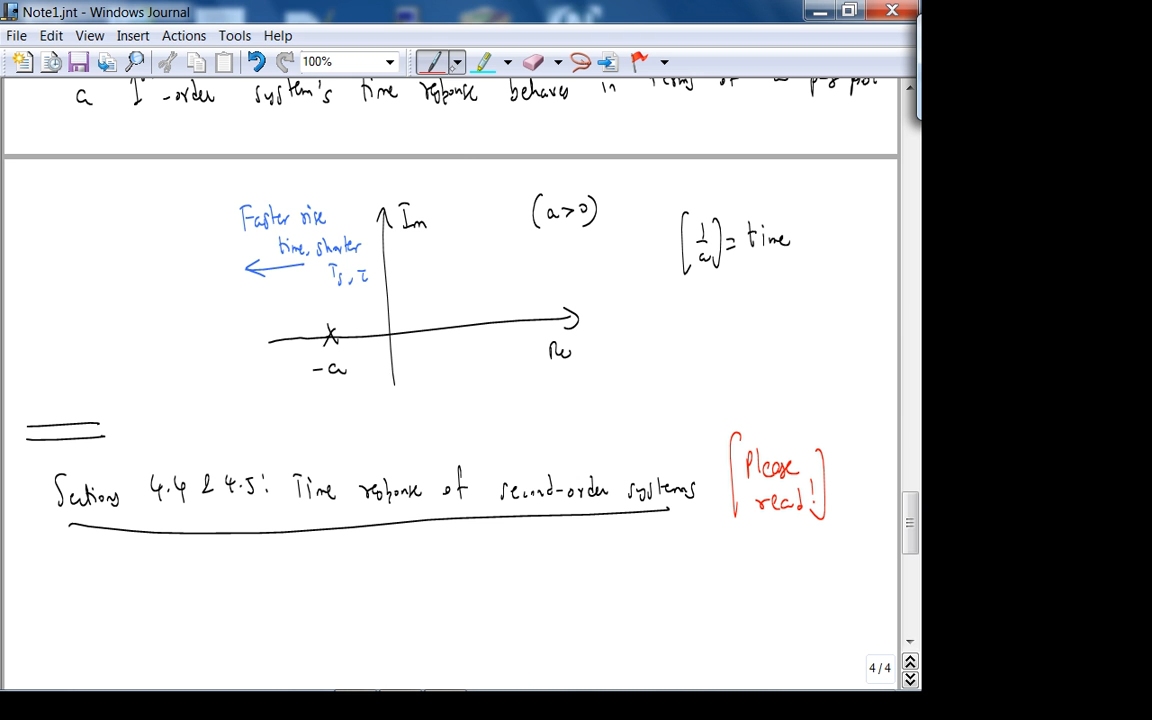 Note1.jnt - Windows Journal
File Edit View Insert Actions Tools Help
100%
a 1st-order system's time response behaves in terms of p-z plot
Faster rise
time, shorter
Ts, τ
Im
(a>0)
[1/a] = time
Re
-a
Sections 4.4 & 4.5: Time response of second-order systems
[Please
read!]
4 / 4